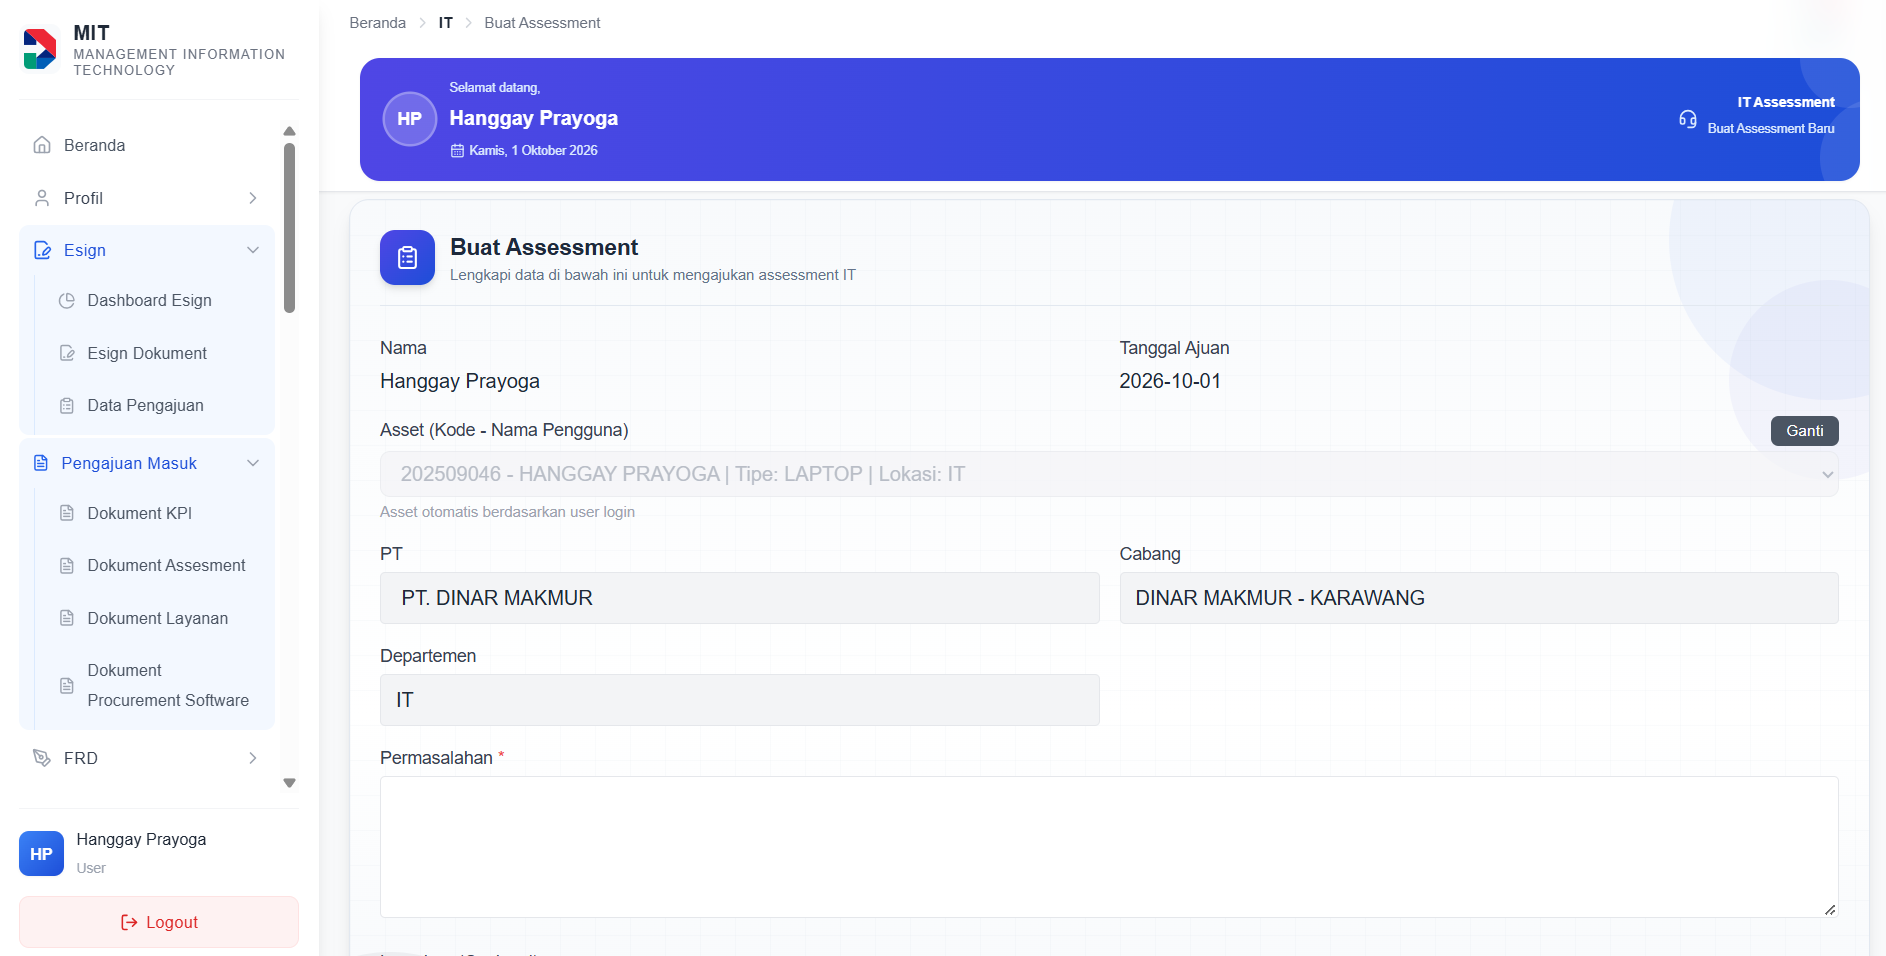 MIT
MANAGEMENT INFORMATION
TECHNOLOGY
Beranda
Profil
Esign
Dashboard Esign
Esign Dokument
Data Pengajuan
Pengajuan Masuk
Dokument KPI
Dokument Assesment
Dokument Layanan
Dokument
Procurement Software
FRD
HP
Hanggay Prayoga
User
Logout
Beranda > IT > Buat Assessment
HP
Selamat datang,
Hanggay Prayoga
Kamis, 1 Oktober 2026
IT Assessment
Buat Assessment Baru
Buat Assessment
Lengkapi data di bawah ini untuk mengajukan assessment IT
Nama
Hanggay Prayoga
Tanggal Ajuan
2026-10-01
Asset (Kode - Nama Pengguna)
Ganti
202509046 - HANGGAY PRAYOGA | Tipe: LAPTOP | Lokasi: IT
Asset otomatis berdasarkan user login
PT
PT. DINAR MAKMUR
Cabang
DINAR MAKMUR - KARAWANG
Departemen
IT
Permasalahan *